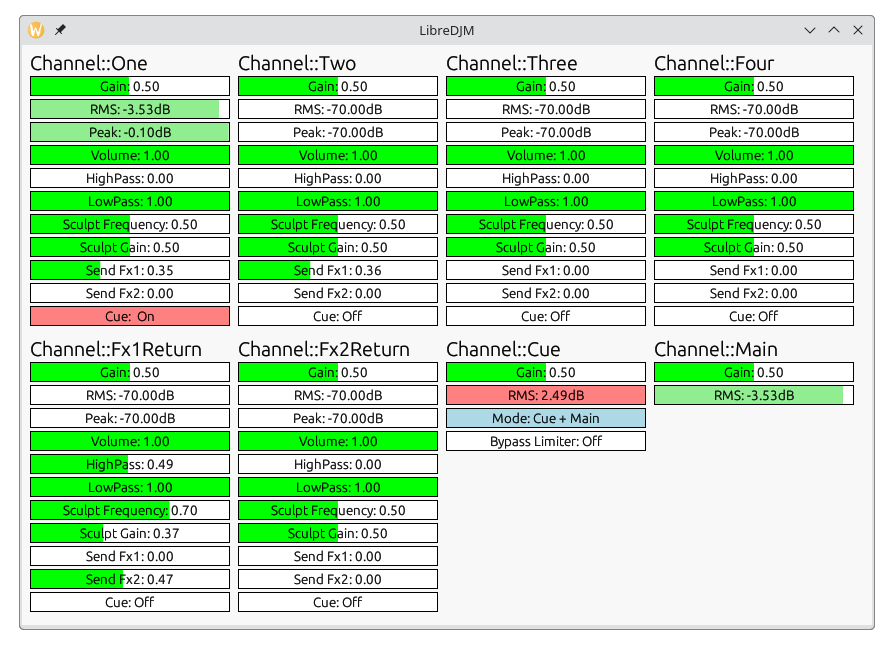 LibreDJM
Channel::One
Gain: 0.50
RMS: -3.53dB
Peak: -0.10dB
Volume: 1.00
HighPass: 0.00
LowPass: 1.00
Sculpt Frequency: 0.50
Sculpt Gain: 0.50
Send Fx1: 0.35
Send Fx2: 0.00
Cue: On
Channel::Two
Gain: 0.50
RMS: -70.00dB
Peak: -70.00dB
Volume: 1.00
HighPass: 0.00
LowPass: 1.00
Sculpt Frequency: 0.50
Sculpt Gain: 0.50
Send Fx1: 0.36
Send Fx2: 0.00
Cue: Off
Channel::Three
Gain: 0.50
RMS: -70.00dB
Peak: -70.00dB
Volume: 1.00
HighPass: 0.00
LowPass: 1.00
Sculpt Frequency: 0.50
Sculpt Gain: 0.50
Send Fx1: 0.00
Send Fx2: 0.00
Cue: Off
Channel::Four
Gain: 0.50
RMS: -70.00dB
Peak: -70.00dB
Volume: 1.00
HighPass: 0.00
LowPass: 1.00
Sculpt Frequency: 0.50
Sculpt Gain: 0.50
Send Fx1: 0.00
Send Fx2: 0.00
Cue: Off
Channel::Fx1Return
Gain: 0.50
RMS: -70.00dB
Peak: -70.00dB
Volume: 1.00
HighPass: 0.49
LowPass: 1.00
Sculpt Frequency: 0.70
Sculpt Gain: 0.37
Send Fx1: 0.00
Send Fx2: 0.47
Cue: Off
Channel::Fx2Return
Gain: 0.50
RMS: -70.00dB
Peak: -70.00dB
Volume: 1.00
HighPass: 0.00
LowPass: 1.00
Sculpt Frequency: 0.50
Sculpt Gain: 0.50
Send Fx1: 0.00
Send Fx2: 0.00
Cue: Off
Channel::Cue
Gain: 0.50
RMS: 2.49dB
Mode: Cue + Main
Bypass Limiter: Off
Channel::Main
Gain: 0.50
RMS: -3.53dB